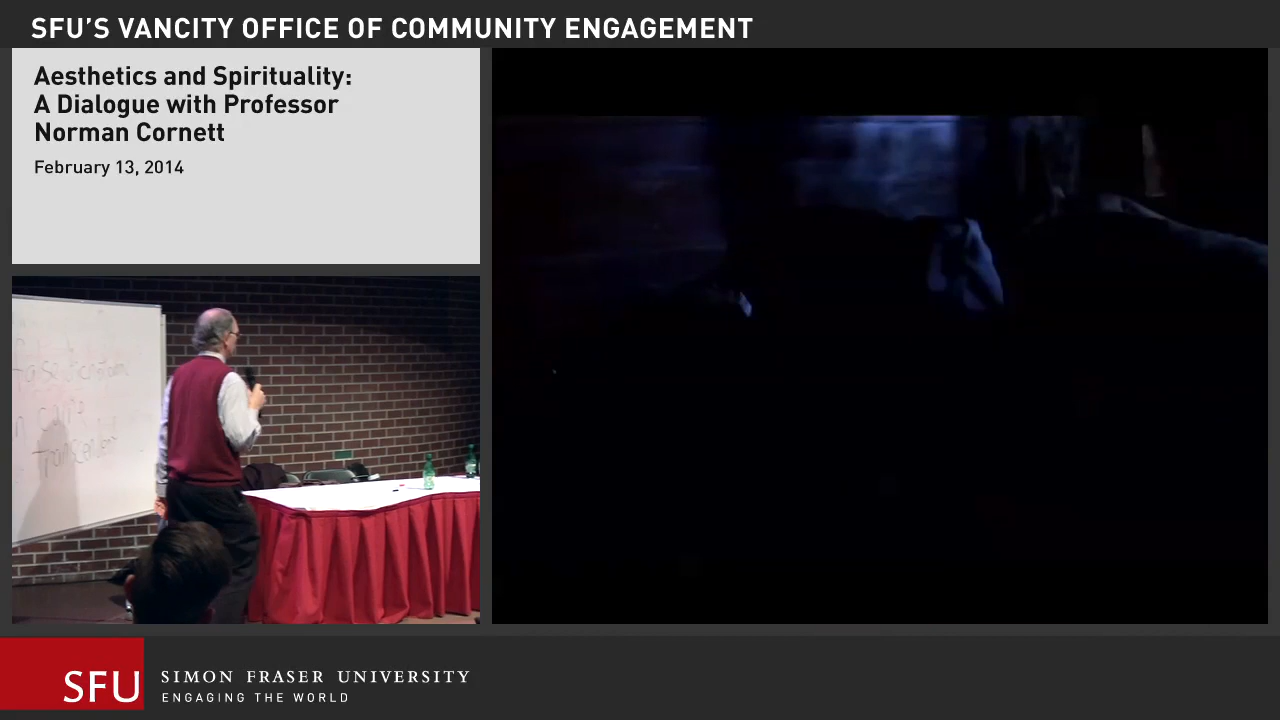 SFU'S VANCITY OFFICE OF COMMUNITY ENGAGEMENT
Aesthetics and Spirituality:
A Dialogue with Professor
Norman Cornett
February 13, 2014
SFU
SIMON FRASER UNIVERSITY
ENGAGING THE WORLD